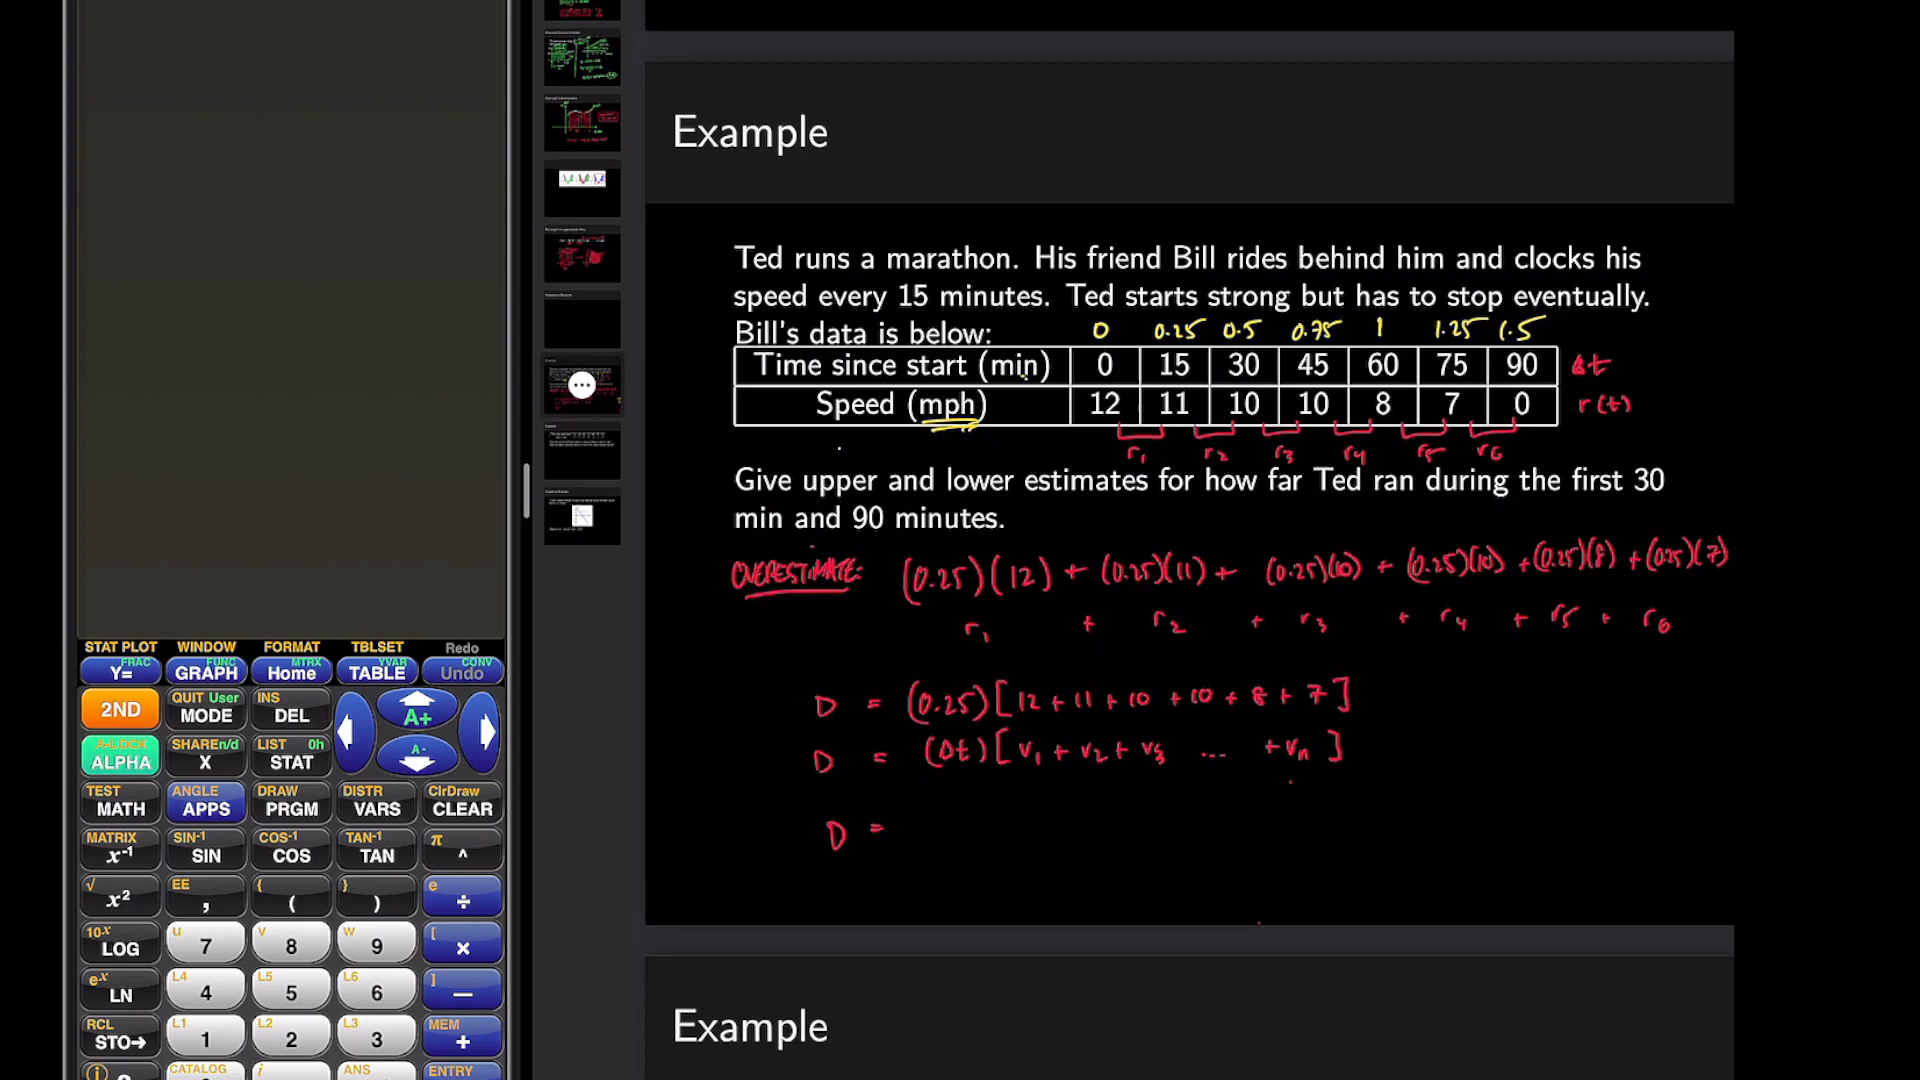 Example
Ted runs a marathon. His friend Bill rides behind him and clocks his
speed every 15 minutes. Ted starts strong but has to stop eventually.
Bill's data is below: 0 0.25 0.5 0.75 1 1.25 1.5
Time since start (min) 0 15 30 45 60 75 90 Δt
Speed (mph) 12 11 10 10 8 7 0 r(t)
r₁ r₂ r₃ r₄ r₅ r₆
Give upper and lower estimates for how far Ted ran during the first 30
min and 90 minutes.
OVERESTIMATE: (0.25)(12) + (0.25)(11) + (0.25)(10) + (0.25)(10) + (0.25)(8) + (0.25)(7)
r₁ + r₂ + r₃ + r₄ + r₅ + r₆
D = (0.25)[12 + 11 + 10 + 10 + 8 + 7]
D = (Δt)[v₁ + v₂ + v₃ ... + vₙ]
D =
Example
STAT PLOT WINDOW FORMAT TBLSET Redo
Y= FRAC GRAPH FUNC Home MTRX TABLE YVAR Undo CONV
QUIT User INS
2ND MODE DEL A+
A-LOCK SHARE n/d LIST 0h A-
ALPHA X STAT
TEST ANGLE DRAW DISTR ClrDraw
MATH APPS PRGM VARS CLEAR
MATRIX SIN⁻¹ COS⁻¹ TAN⁻¹ π
x⁻¹ SIN COS TAN ^
√ EE { } e
x² , ( ) ÷
10ˣ u v w [
LOG 7 8 9 ×
eˣ L4 L5 L6 ]
LN 4 5 6 —
RCL L1 L2 L3 MEM
STO→ 1 2 3 +
CATALOG i ANS ENTRY